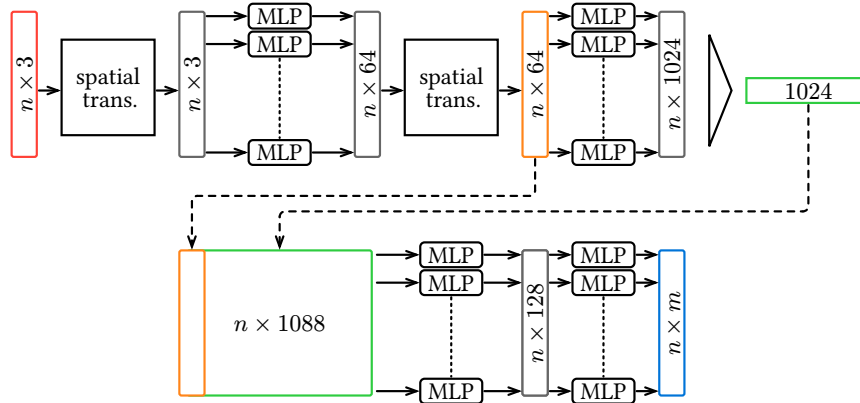 n × 3
spatial
trans.
n × 3
MLP
MLP
MLP
n × 64
spatial
trans.
n × 64
MLP
MLP
MLP
n × 1024
1024
n × 1088
MLP
MLP
MLP
n × 128
MLP
MLP
MLP
n × m